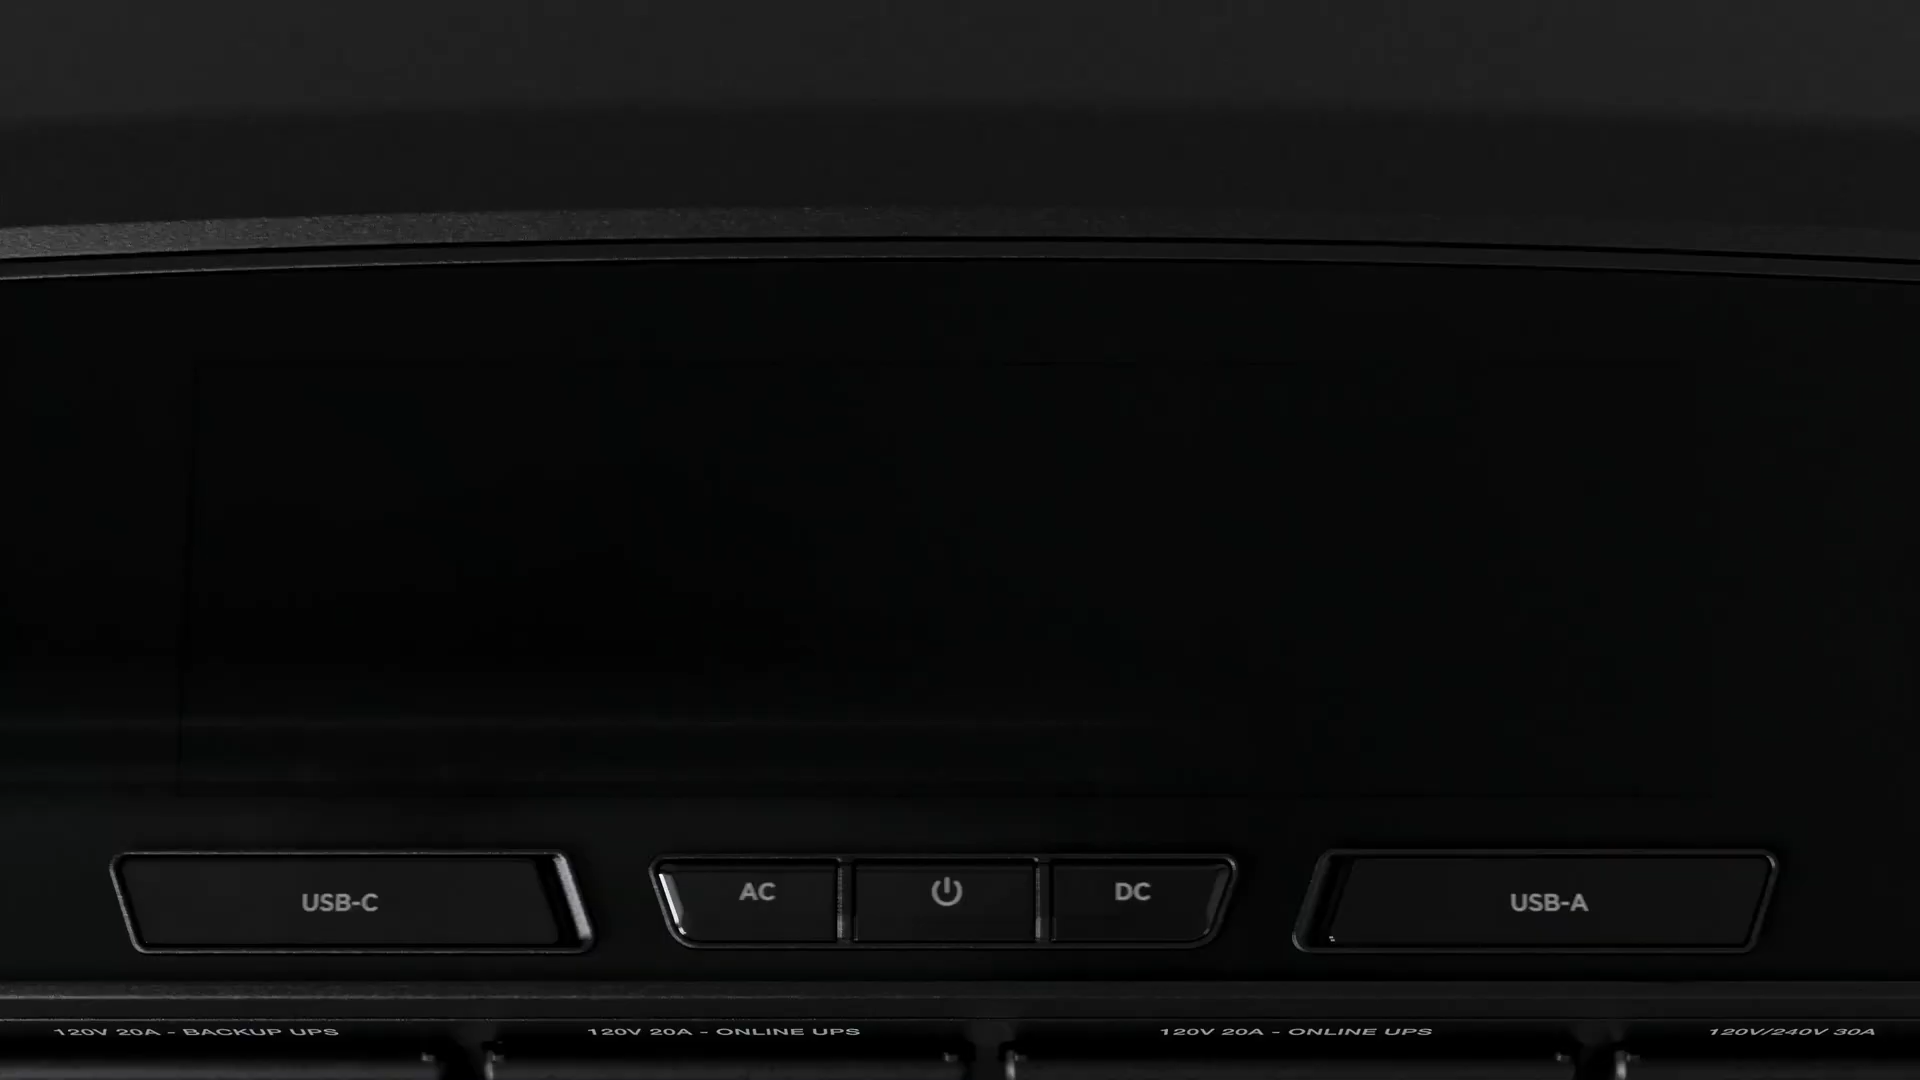 USB-C
AC
DC
USB-A
120V 20A - BACKUP UPS
120V 20A - ONLINE UPS
120V 20A - ONLINE UPS
120V/240V 30A